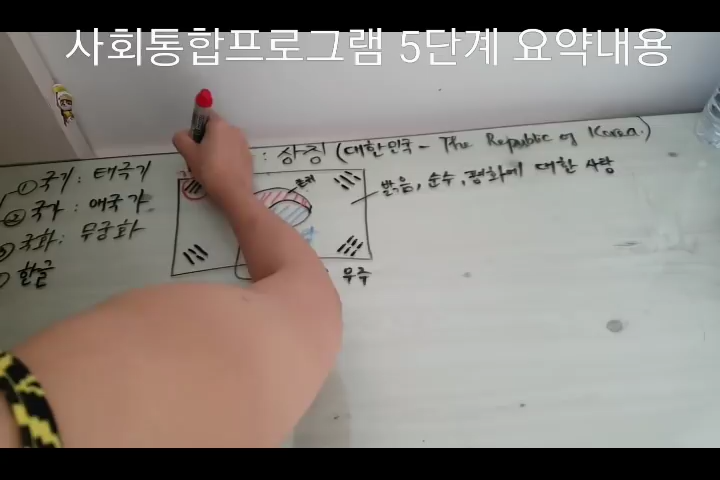 사회통합프로그램 5단계 요약내용
: 상징 (대한민국 - The Republic of Korea.)
① 국기 : 태극기
② 국가 : 애국가
③ 국화 : 무궁화
한글
밝음, 순수, 평화에 대한 사랑
우주